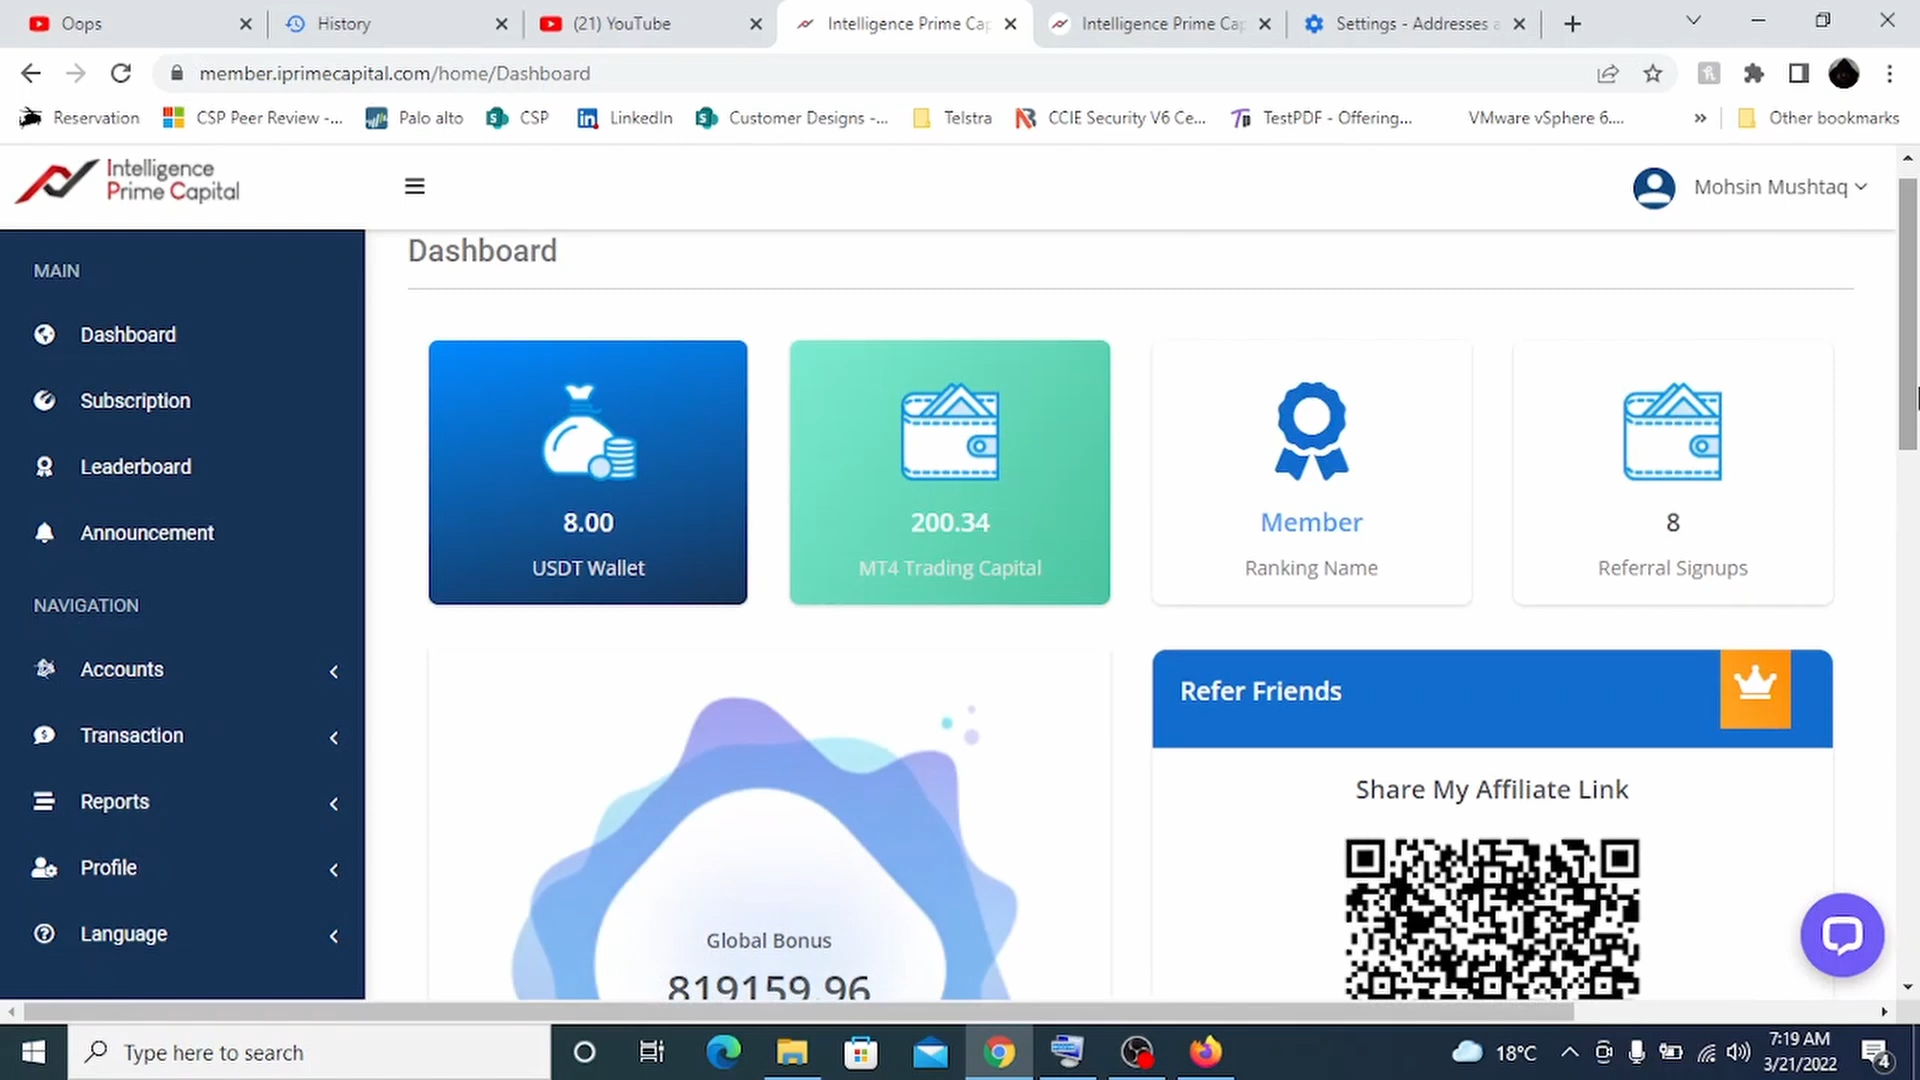 Oops
History
(21) YouTube
Intelligence Prime Ca
Intelligence Prime Cap
Settings - Addresses a
member.iprimecapital.com/home/Dashboard
Reservation
CSP Peer Review -...
Palo alto
CSP
LinkedIn
Customer Designs -...
Telstra
CCIE Security V6 Ce...
TestPDF - Offering...
VMware vSphere 6....
»
Other bookmarks
Intelligence
Prime Capital
Mohsin Mushtaq
MAIN
Dashboard
Subscription
Leaderboard
Announcement
NAVIGATION
Accounts
Transaction
Reports
Profile
Language
Dashboard
8.00
USDT Wallet
200.34
MT4 Trading Capital
Member
Ranking Name
8
Referral Signups
Global Bonus
819159.96
Refer Friends
Share My Affiliate Link
Type here to search
18°C
7:19 AM
3/21/2022
4